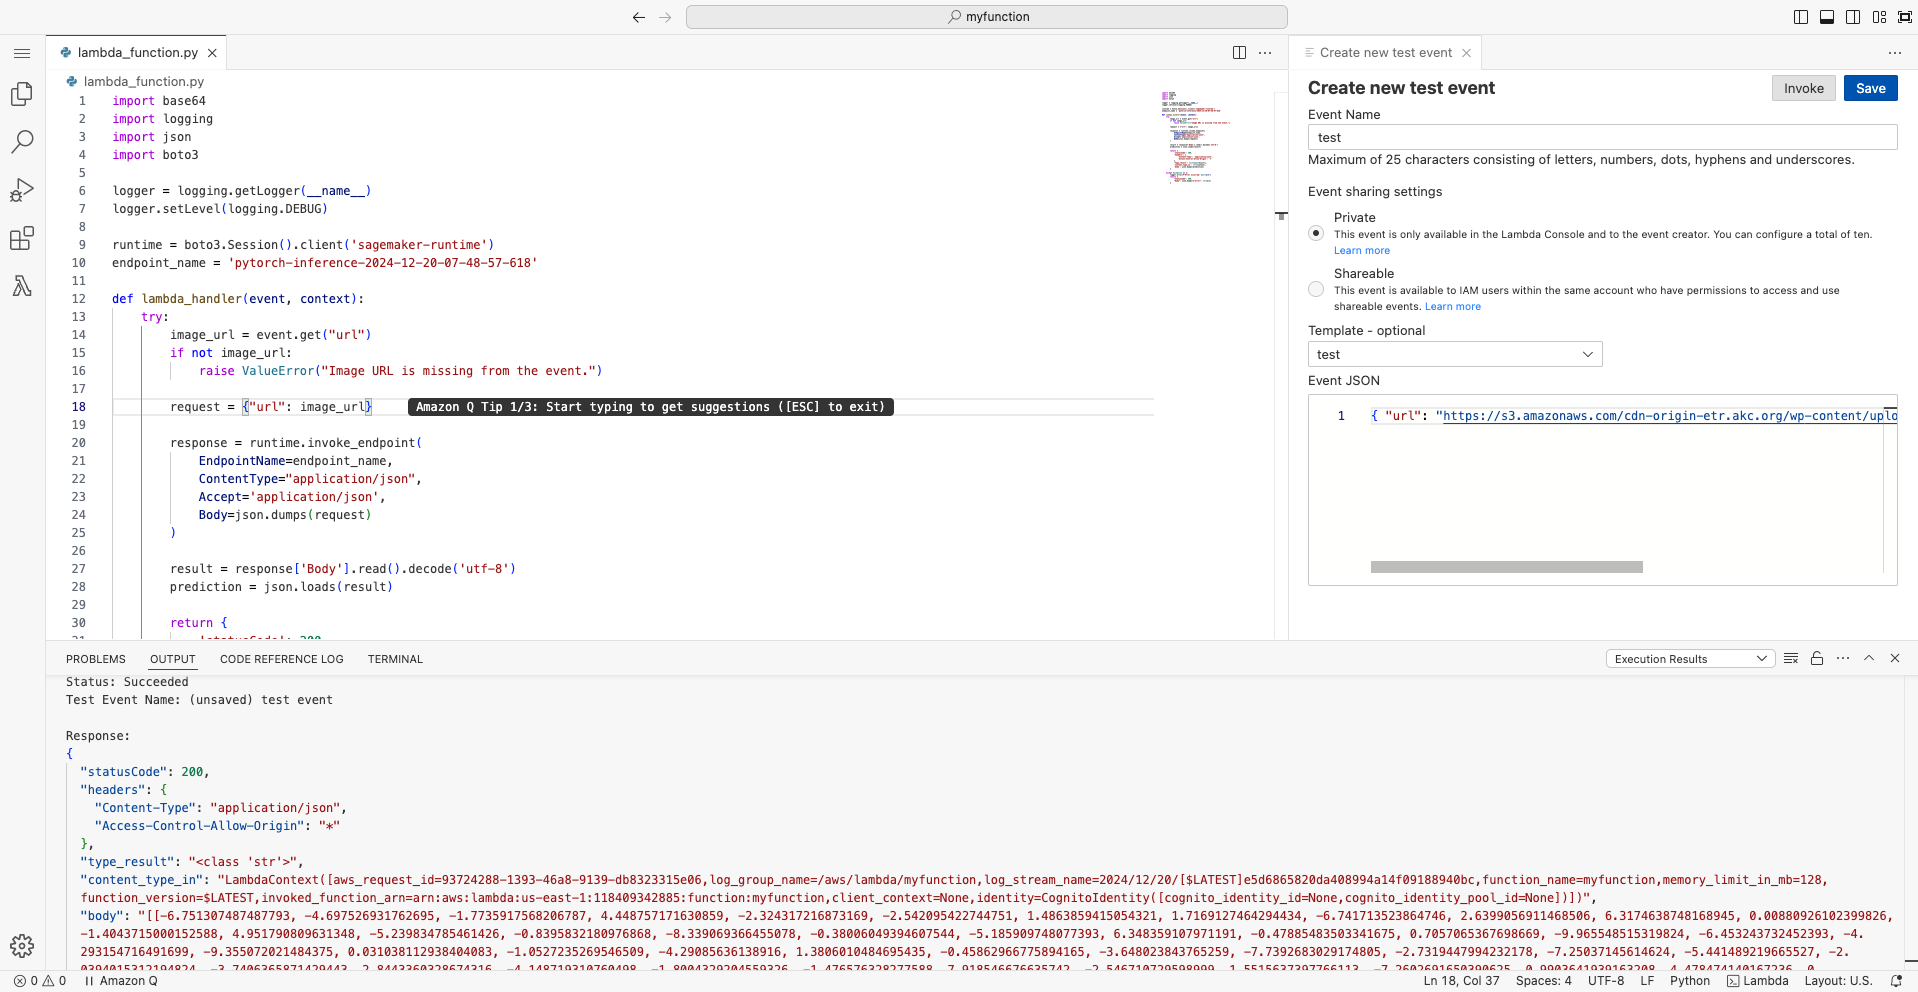 myfunction
lambda_function.py
Create new test event
lambda_function.py
1 import base64
2 import logging
3 import json
4 import boto3
5
6 logger = logging.getLogger(__name__)
7 logger.setLevel(logging.DEBUG)
8
9 runtime = boto3.Session().client('sagemaker-runtime')
10 endpoint_name = 'pytorch-inference-2024-12-20-07-48-57-618'
11
12 def lambda_handler(event, context):
13 try:
14 image_url = event.get("url")
15 if not image_url:
16 raise ValueError("Image URL is missing from the event.")
17
18 request = {"url": image_url} Amazon Q Tip 1/3: Start typing to get suggestions ([ESC] to exit)
19
20 response = runtime.invoke_endpoint(
21 EndpointName=endpoint_name,
22 ContentType="application/json",
23 Accept='application/json',
24 Body=json.dumps(request)
25 )
26
27 result = response['Body'].read().decode('utf-8')
28 prediction = json.loads(result)
29
30 return {
31 'statusCode': 200
Create new test event
Invoke Save
Event Name
test
Maximum of 25 characters consisting of letters, numbers, dots, hyphens and underscores.
Event sharing settings
Private
This event is only available in the Lambda Console and to the event creator. You can configure a total of ten.
Learn more
Shareable
This event is available to IAM users within the same account who have permissions to access and use
shareable events. Learn more
Template - optional
test
Event JSON
1 { "url": "https://s3.amazonaws.com/cdn-origin-etr.akc.org/wp-content/uplo
PROBLEMS OUTPUT CODE REFERENCE LOG TERMINAL
Execution Results
Status: Succeeded
Test Event Name: (unsaved) test event
Response:
{
"statusCode": 200,
"headers": {
"Content-Type": "application/json",
"Access-Control-Allow-Origin": "*"
},
"type_result": "<class 'str'>",
"content_type_in": "LambdaContext([aws_request_id=93724288-1393-46a8-9139-db8323315e06,log_group_name=/aws/lambda/myfunction,log_stream_name=2024/12/20/[$LATEST]e5d6865820da408994a14f09188940bc,function_name=myfunction,memory_limit_in_mb=128,
function_version=$LATEST,invoked_function_arn=arn:aws:lambda:us-east-1:118409342885:function:myfunction,client_context=None,identity=CognitoIdentity([cognito_identity_id=None,cognito_identity_pool_id=None])])",
"body": "[[-6.751307487487793, -4.697526931762695, -1.7735917568206787, 4.448757171630859, -2.324317216873169, -2.542095422744751, 1.4863859415054321, 1.7169127464294434, -6.741713523864746, 2.6399056911468506, 6.3174638748168945, 0.00880926102399826,
-1.4043715000152588, 4.951790809631348, -5.239834785461426, -0.8395832180976868, -8.339069366455078, -0.38006049394607544, -5.185909748077393, 6.348359107971191, -0.47885483503341675, 0.7057065367698669, -9.965548515319824, -6.453243732452393, -4.
293154716491699, -9.355072021484375, 0.0310381129384040​83, -1.0527235269546509, -4.29085636138916, 1.3806010484695435, -0.45862966775894165, -3.648023843765259, -7.7392683029174805, -2.7319447994232178, -7.25037145614624, -5.441489219665527, -2.
Ln 18, Col 37 Spaces: 4 UTF-8 LF Python Lambda Layout: U.S.
0 0 Amazon Q